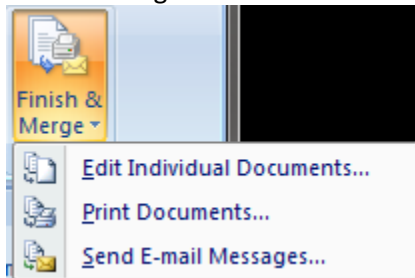 Finish &
Merge
Edit Individual Documents...
Print Documents...
Send E-mail Messages...